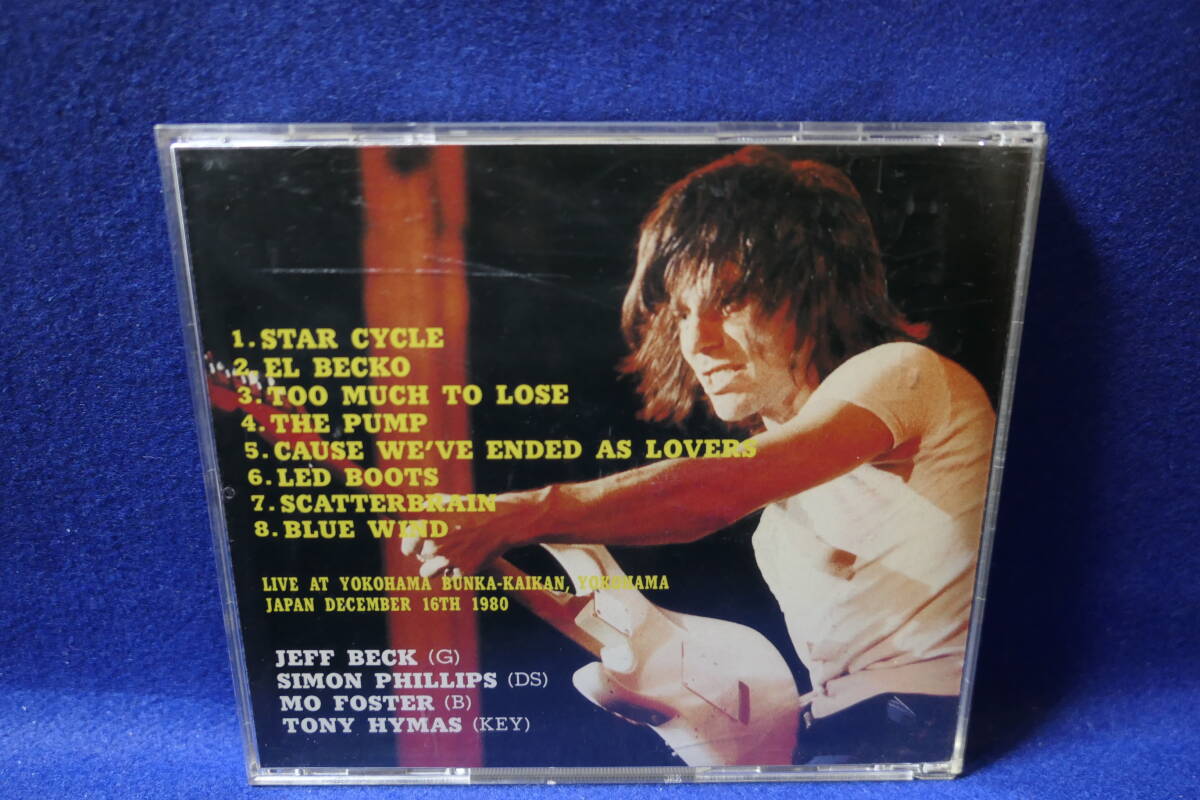 1. STAR CYCLE
2. EL BECKO
3. TOO MUCH TO LOSE
4. THE PUMP
5. CAUSE WE'VE ENDED AS LOVERS
6. LED BOOTS
7. SCATTERBRAIN
8. BLUE WIND
LIVE AT YOKOHAMA BUNKA-KAIKAN, YOKOHAMA
JAPAN DECEMBER 16TH 1980
JEFF BECK (G)
SIMON PHILLIPS (DS)
MO FOSTER (B)
TONY HYMAS (KEY)